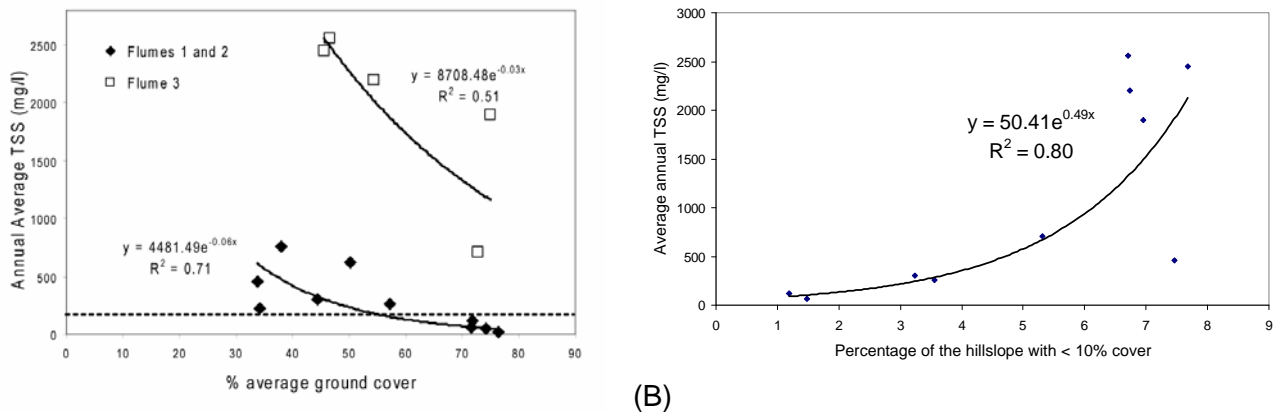 Annual Average TSS (mg/l)
2500
2000
1500
1000
500
0
Flumes 1 and 2
Flume 3
y = 8708.48e^-0.03x
R² = 0.51
y = 4481.49e^-0.06x
R² = 0.71
0 10 20 30 40 50 60 70 80 90
% average ground cover
(B)
Average annual TSS (mg/l)
3000
2500
2000
1500
1000
500
0
y = 50.41e^0.49x
R² = 0.80
0 1 2 3 4 5 6 7 8 9
Percentage of the hillslope with < 10% cover